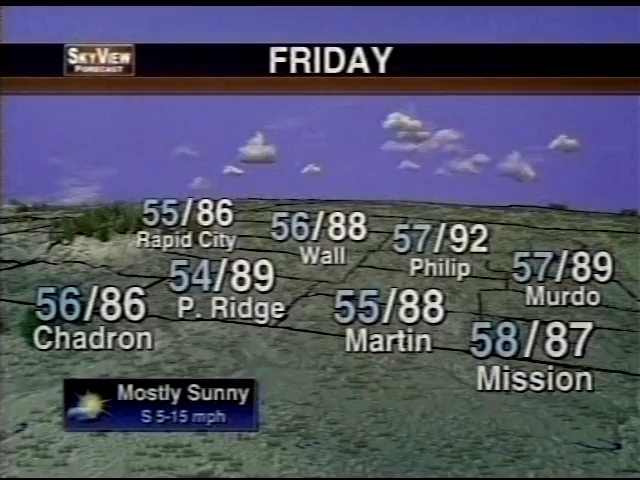 SKYVIEW
FORECAST
FRIDAY
55/86
Rapid City
56/88
Wall
57/92
Philip
54/89
P. Ridge
57/89
Murdo
56/86
Chadron
55/88
Martin
58/87
Mission
Mostly Sunny
S 5-15 mph